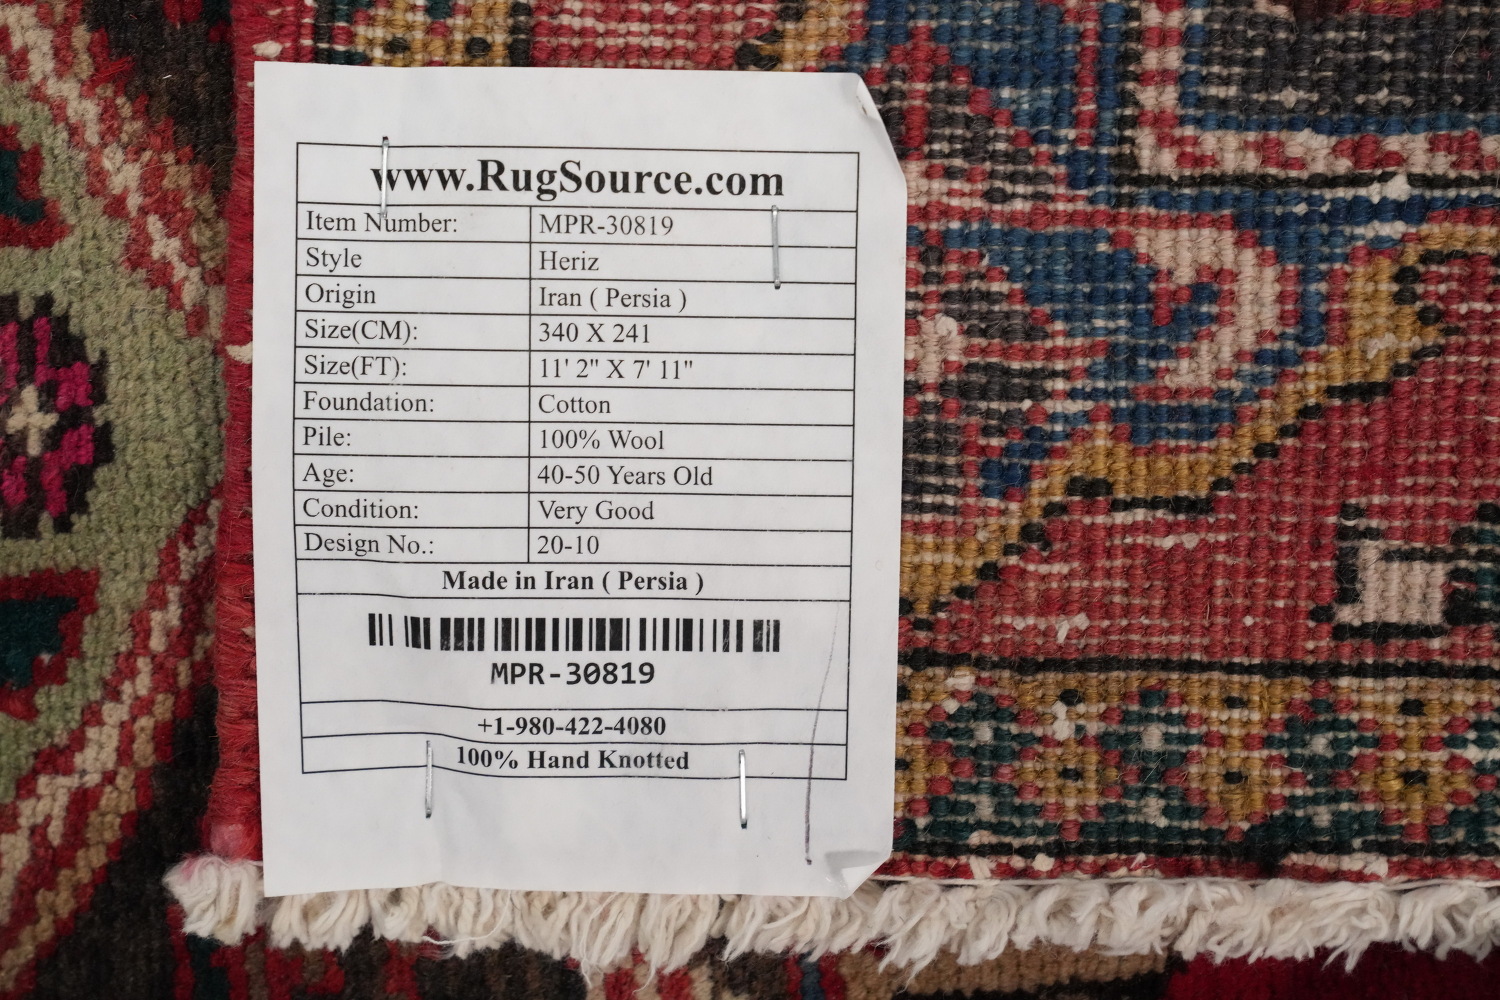 www.RugSource.com
Item Number: MPR-30819
Style Heriz
Origin Iran ( Persia )
Size(CM): 340 X 241
Size(FT): 11' 2" X 7' 11"
Foundation: Cotton
Pile: 100% Wool
Age: 40-50 Years Old
Condition: Very Good
Design No.: 20-10
Made in Iran ( Persia )
MPR-30819
+1-980-422-4080
100% Hand Knotted